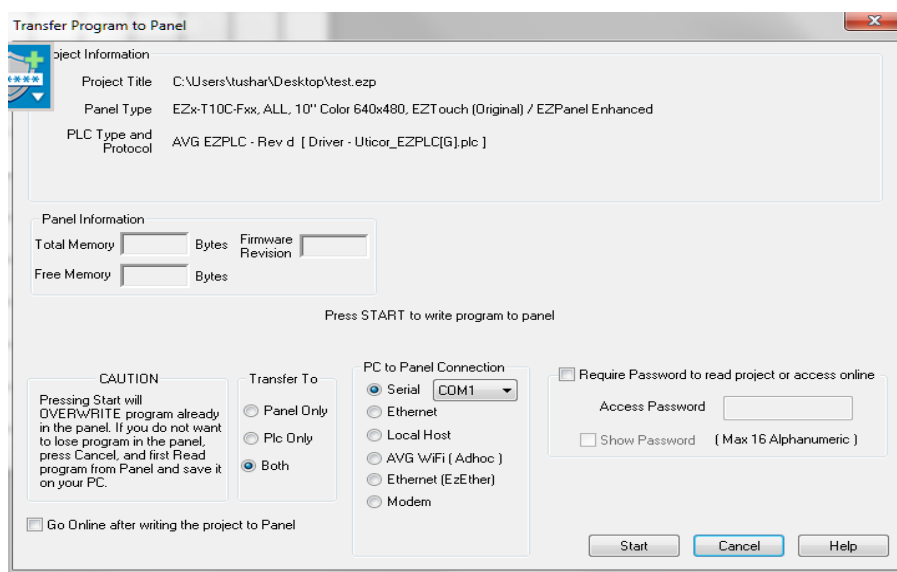 Transfer Program to Panel
oject Information
Project Title C:\Users\tushar\Desktop\test.ezp
Panel Type EZx-T10C-Fxx, ALL, 10'' Color 640x480, EZTouch (Original) / EZPanel Enhanced
PLC Type and
Protocol
AVG EZPLC - Rev d [ Driver - Uticor_EZPLC[G].plc ]
****
Panel Information
Total Memory Bytes
Firmware
Revision
Free Memory Bytes
Press START to write program to panel
CAUTION
Pressing Start will
OVERWRITE program already
in the panel. If you do not want
to lose program in the panel,
press Cancel, and first Read
program from Panel and save it
on your PC.
Transfer To
Panel Only
Plc Only
Both
PC to Panel Connection
Serial COM1
Ethernet
Local Host
AVG WiFi ( Adhoc )
Ethernet (EzEther)
Modem
Require Password to read project or access online
Access Password
Show Password ( Max 16 Alphanumeric )
Go Online after writing the project to Panel
Start Cancel Help